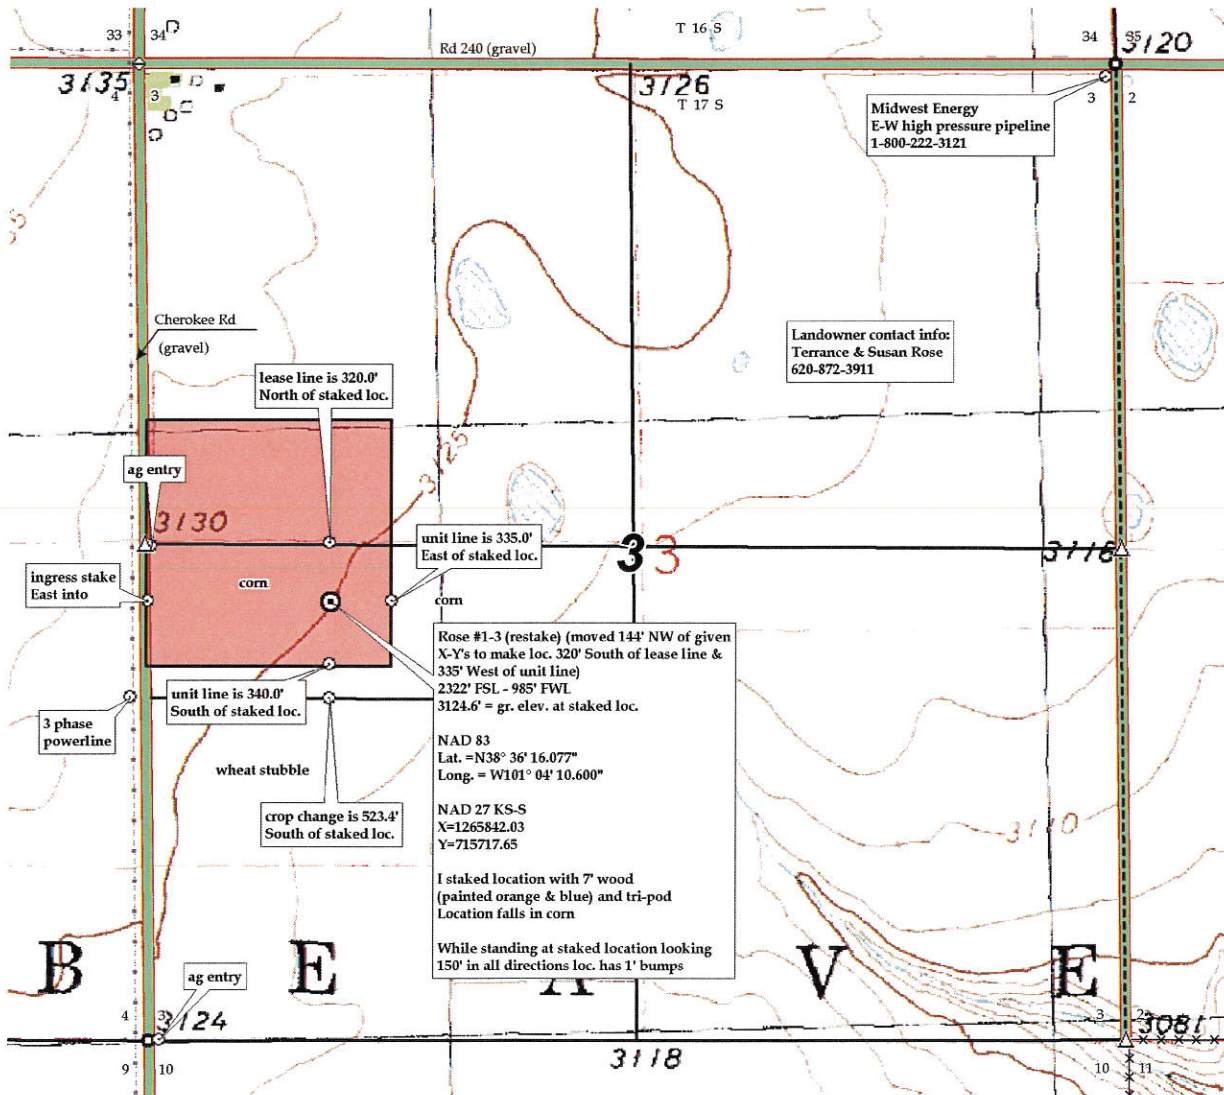 T 16 S
33
34
Rd 240 (gravel)
34
35
3120
3135
4
3
3126
T 17 S
3
2
Midwest Energy
E-W high pressure pipeline
1-800-222-3121
Cherokee Rd
(gravel)
Landowner contact info:
Terrance & Susan Rose
620-872-3911
lease line is 320.0'
North of staked loc.
3125
ag entry
3130
unit line is 335.0'
East of staked loc.
3
3
3116
ingress stake
East into
corn
corn
Rose #1-3 (restake) (moved 144' NW of given
X-Y's to make loc. 320' South of lease line &
335' West of unit line)
2322' FSL - 985' FWL
3124.6' = gr. elev. at staked loc.
NAD 83
Lat. =N38° 36' 16.077"
Long. = W101° 04' 10.600"
NAD 27 KS-S
X=1265842.03
Y=715717.65
I staked location with 7' wood
(painted orange & blue) and tri-pod
Location falls in corn
While standing at staked location looking
150' in all directions loc. has 1' bumps
unit line is 340.0'
South of staked loc.
3 phase
powerline
wheat stubble
crop change is 523.4'
South of staked loc.
3110
B E A V E
ag entry
4
3
3124
3
2
3081
9
10
3118
10
11